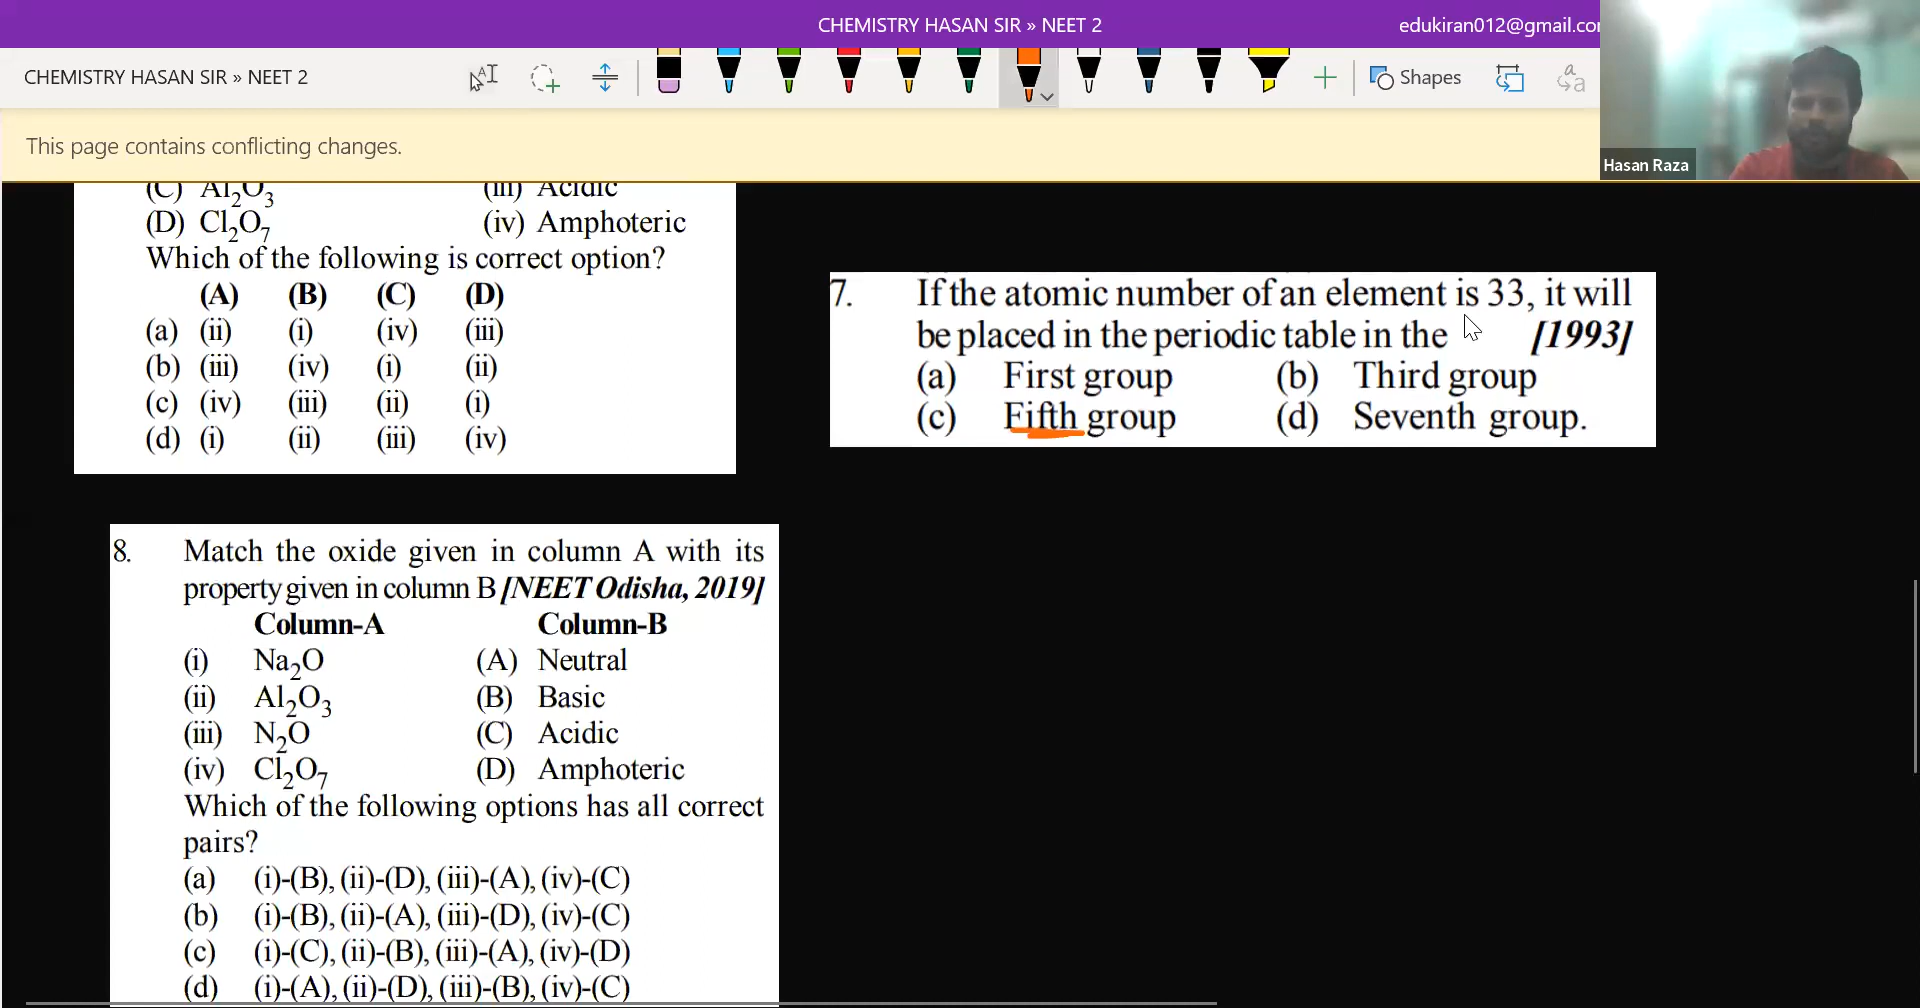 CHEMISTRY HASAN SIR » NEET 2
edukiran012@gmail.co
CHEMISTRY HASAN SIR » NEET 2
Shapes
This page contains conflicting changes.
Hasan Raza
(C) Al₂O₃ (iii) Acidic
(D) Cl₂O₇ (iv) Amphoteric
Which of the following is correct option?
(A) (B) (C) (D)
(a) (ii) (i) (iv) (iii)
(b) (iii) (iv) (i) (ii)
(c) (iv) (iii) (ii) (i)
(d) (i) (ii) (iii) (iv)
7. If the atomic number of an element is 33, it will
be placed in the periodic table in the [1993]
(a) First group (b) Third group
(c) Fifth group (d) Seventh group.
8. Match the oxide given in column A with its
property given in column B [NEET Odisha, 2019]
Column-A Column-B
(i) Na₂O (A) Neutral
(ii) Al₂O₃ (B) Basic
(iii) N₂O (C) Acidic
(iv) Cl₂O₇ (D) Amphoteric
Which of the following options has all correct
pairs?
(a) (i)-(B), (ii)-(D), (iii)-(A), (iv)-(C)
(b) (i)-(B), (ii)-(A), (iii)-(D), (iv)-(C)
(c) (i)-(C), (ii)-(B), (iii)-(A), (iv)-(D)
(d) (i)-(A), (ii)-(D), (iii)-(B), (iv)-(C)